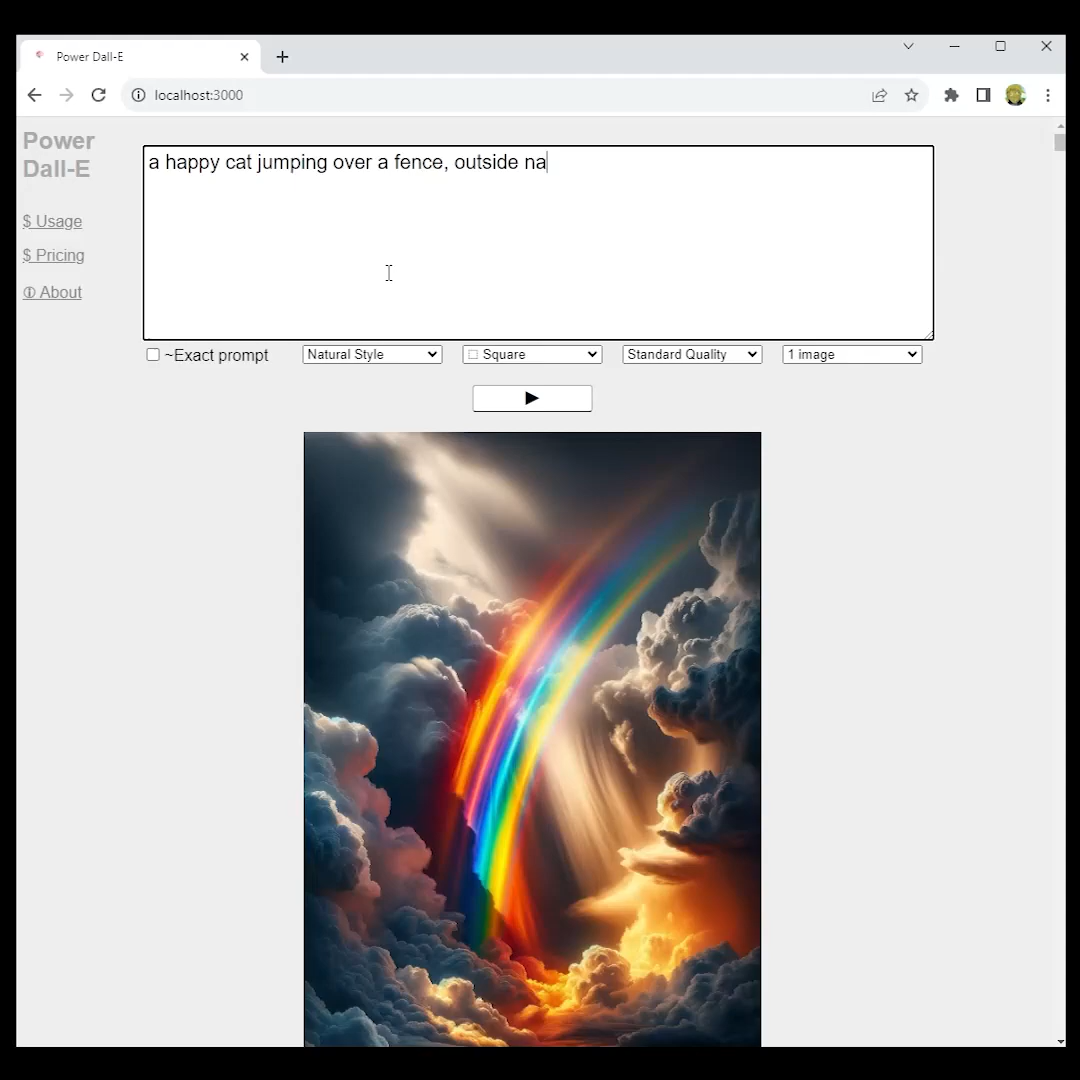 Power Dall-E
localhost:3000
Power
Dall-E
$ Usage
$ Pricing
🛈 About
a happy cat jumping over a fence, outside na
~Exact prompt
Natural Style
Square
Standard Quality
1 image